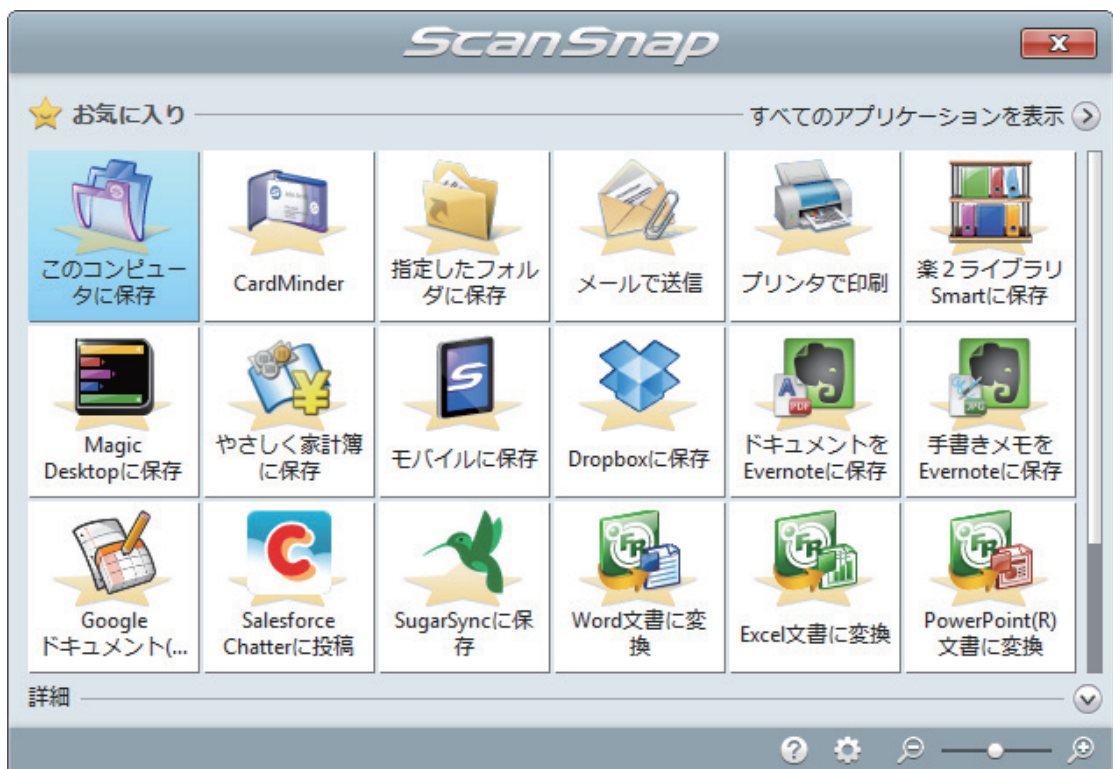 ScanSnap
お気に入り
すべてのアプリケーションを表示
このコンピュー
タに保存
CardMinder
指定したフォル
ダに保存
メールで送信
プリンタで印刷
楽2ライブラリ
Smartに保存
Magic
Desktopに保存
やさしく家計簿
に保存
モバイルに保存
Dropboxに保存
ドキュメントを
Evernoteに保存
手書きメモを
Evernoteに保存
Google
ドキュメント(...
Salesforce
Chatterに投稿
SugarSyncに保
存
Word文書に変
換
Excel文書に変換
PowerPoint(R)
文書に変換
詳細